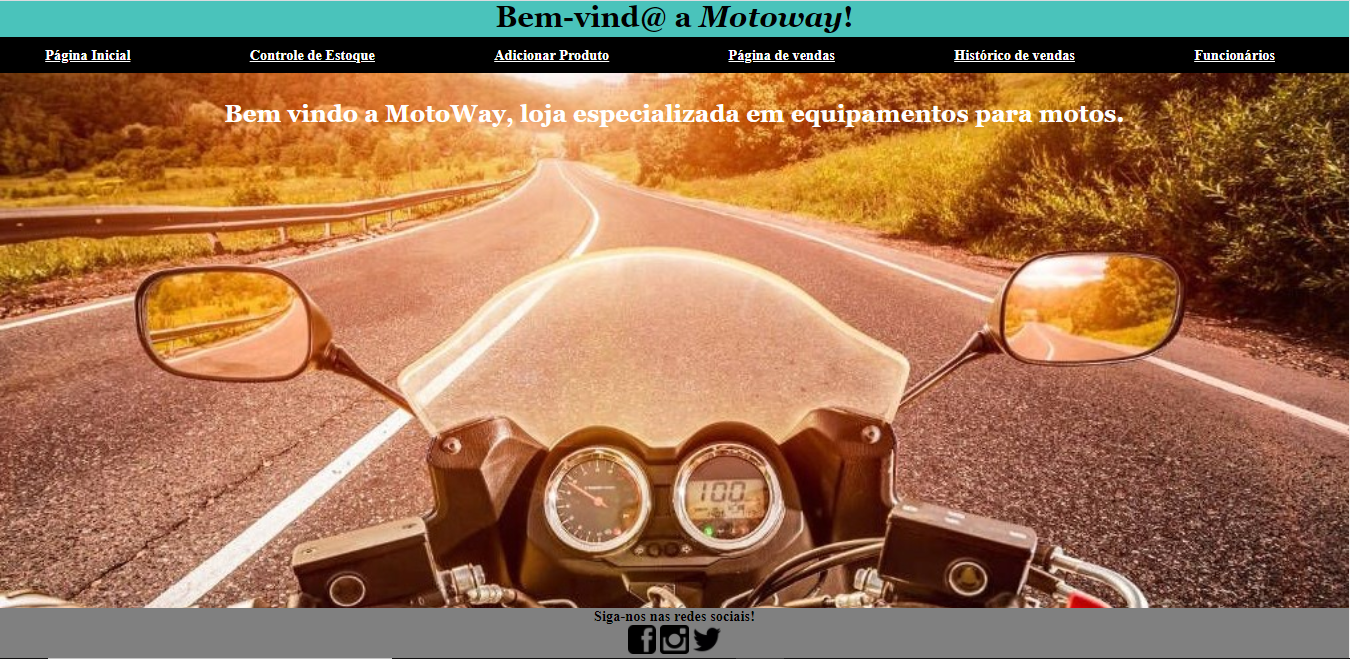 Bem-vind@ a Motoway!
Página Inicial Controle de Estoque Adicionar Produto Página de vendas Histórico de vendas Funcionários
Bem vindo a MotoWay, loja especializada em equipamentos para motos.
100
Siga-nos nas redes sociais!